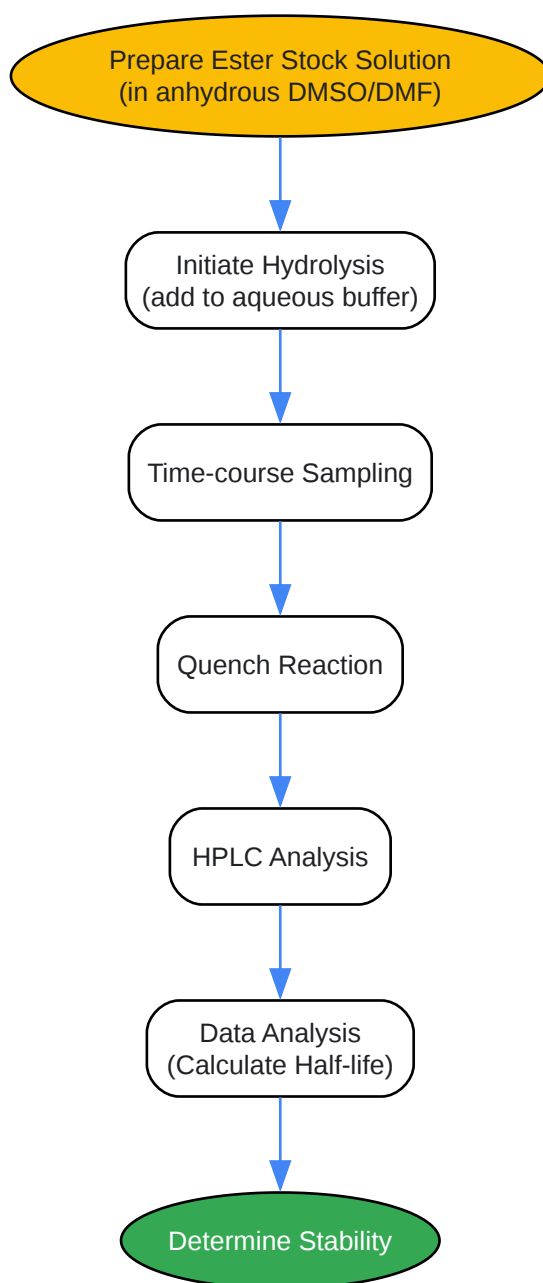 Prepare Ester Stock Solution
(in anhydrous DMSO/DMF)
Initiate Hydrolysis
(add to aqueous buffer)
Time-course Sampling
Quench Reaction
HPLC Analysis
Data Analysis
(Calculate Half-life)
Determine Stability